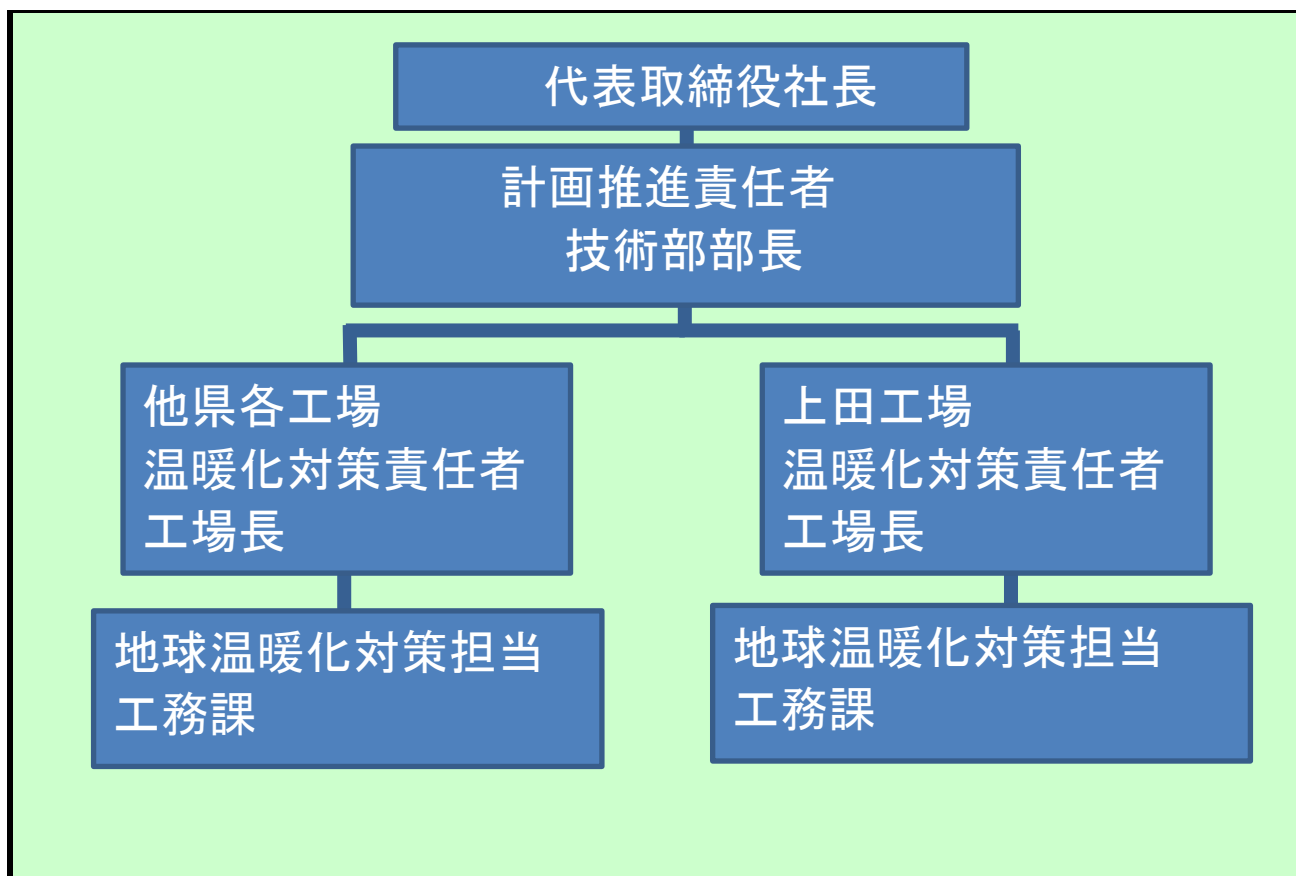 代表取締役社長
計画推進責任者
技術部部長
他県各工場
温暖化対策責任者
工場長
上田工場
温暖化対策責任者
工場長
地球温暖化対策担当
工務課
地球温暖化対策担当
工務課